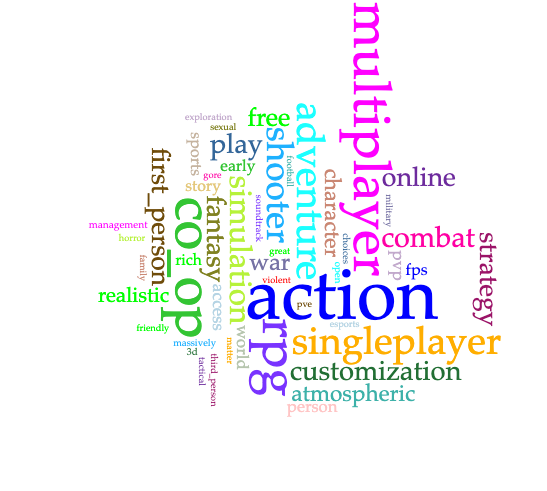 multiplayer
exploration
sexual
free
adventure
sports
play
shooter
first_person
early
football
gore
story
simulation
character
online
fantasy
soundtrack
military
co_op
management
horror
choices
combat
strategy
rich
great
war
family
open
pvp
fps
violent
realistic
access
action
pve
friendly
rpg
esports
world
singleplayer
massively
matter
3d
tactical
third_person
customization
atmospheric
person